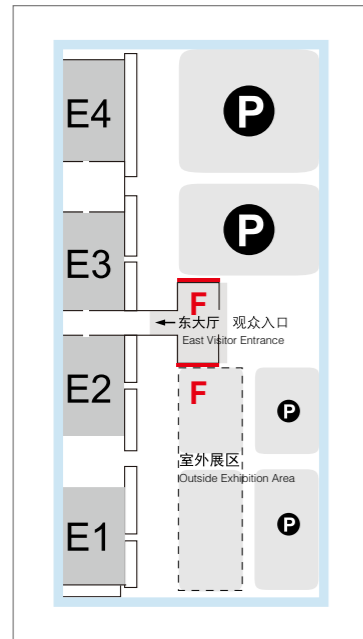 E4
P
P
E3
F
东大厅 观众入口
East Visitor Entrance
E2
F
P
室外展区
Outside Exhibition Area
E1
P